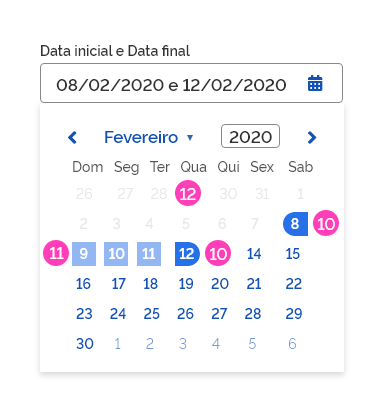 Data inicial e Data final
08/02/2020 e 12/02/2020
Fevereiro 2020
Dom Seg Ter Qua Qui Sex Sab
26 27 28 12 30 31 1
2 3 4 5 6 7 8 10
11 9 10 11 12 10 14 15
16 17 18 19 20 21 22
23 24 25 26 27 28 29
30 1 2 3 4 5 6